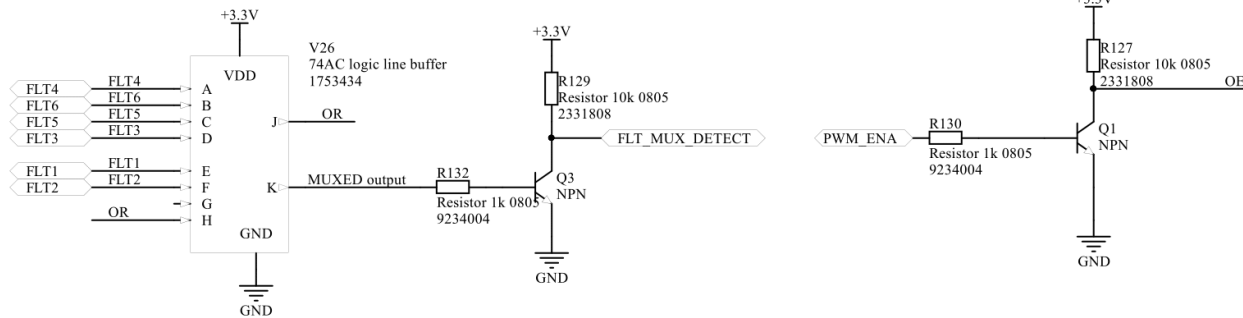 +3.3V
V26
74AC logic line buffer
1753434
VDD
FLT4 FLT4 A
FLT6 FLT6 B
FLT5 FLT5 C
FLT3 FLT3 D
J OR
FLT1 FLT1 E
FLT2 FLT2 F
K MUXED output
G
OR H
GND
GND
+3.3V
R129
Resistor 10k 0805
2331808
FLT_MUX_DETECT
R132
Resistor 1k 0805
9234004
Q3
NPN
GND
+3.3V
R127
Resistor 10k 0805
2331808
OE
PWM_ENA
R130
Resistor 1k 0805
9234004
Q1
NPN
GND